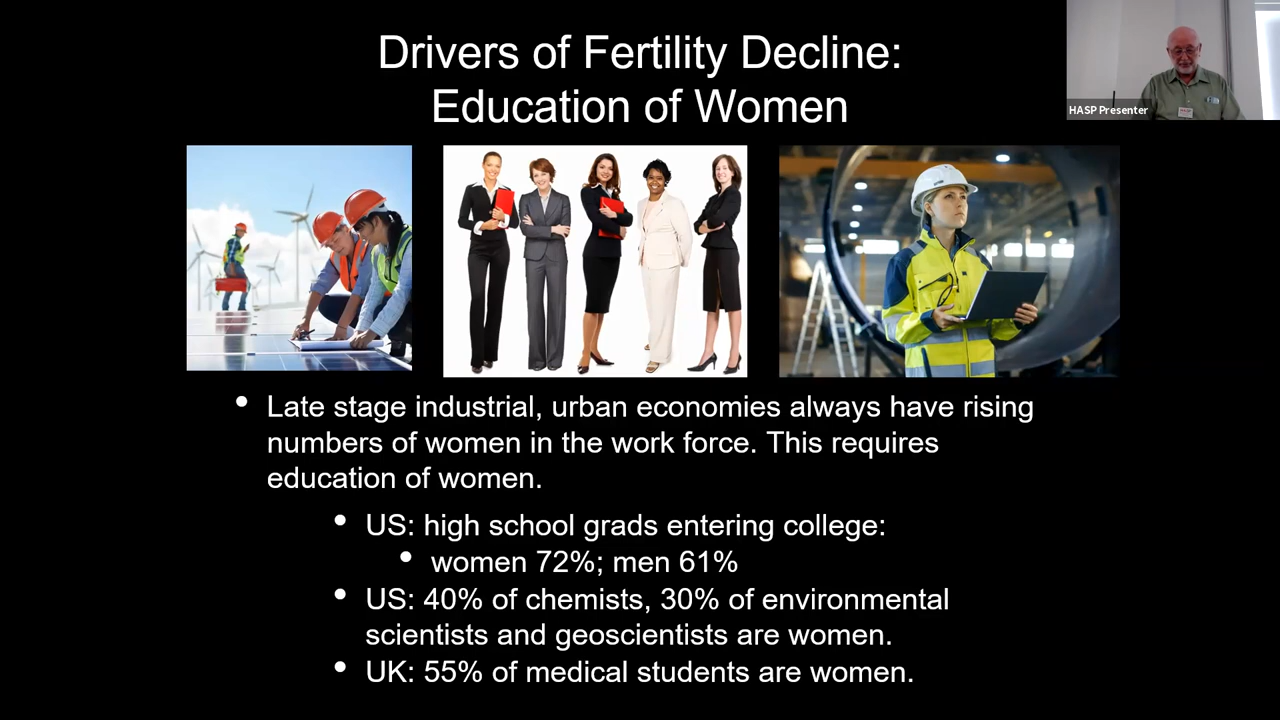 Drivers of Fertility Decline:
Education of Women
HASP Presenter
• Late stage industrial, urban economies always have rising
numbers of women in the work force. This requires
education of women.
• US: high school grads entering college:
• women 72%; men 61%
• US: 40% of chemists, 30% of environmental
scientists and geoscientists are women.
• UK: 55% of medical students are women.